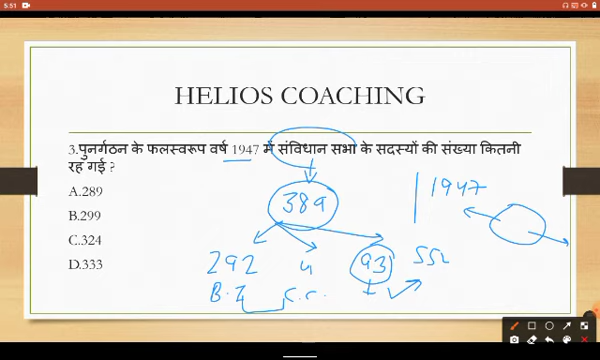 5:51
HELIOS COACHING
3.पुनर्गठन के फलस्वरूप वर्ष 1947 में संविधान सभा के सदस्यों की संख्या कितनी
रह गई ?
A.289
B.299
C.324
D.333
389
1947
292 4 93
B.I C.C.